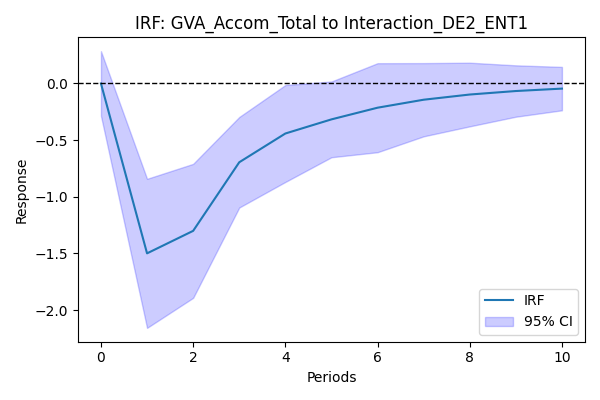 IRF: GVA_Accom_Total to Interaction_DE2_ENT1
Response
0.0
−0.5
−1.0
−1.5
−2.0
IRF
95% CI
0 2 4 6 8 10
Periods